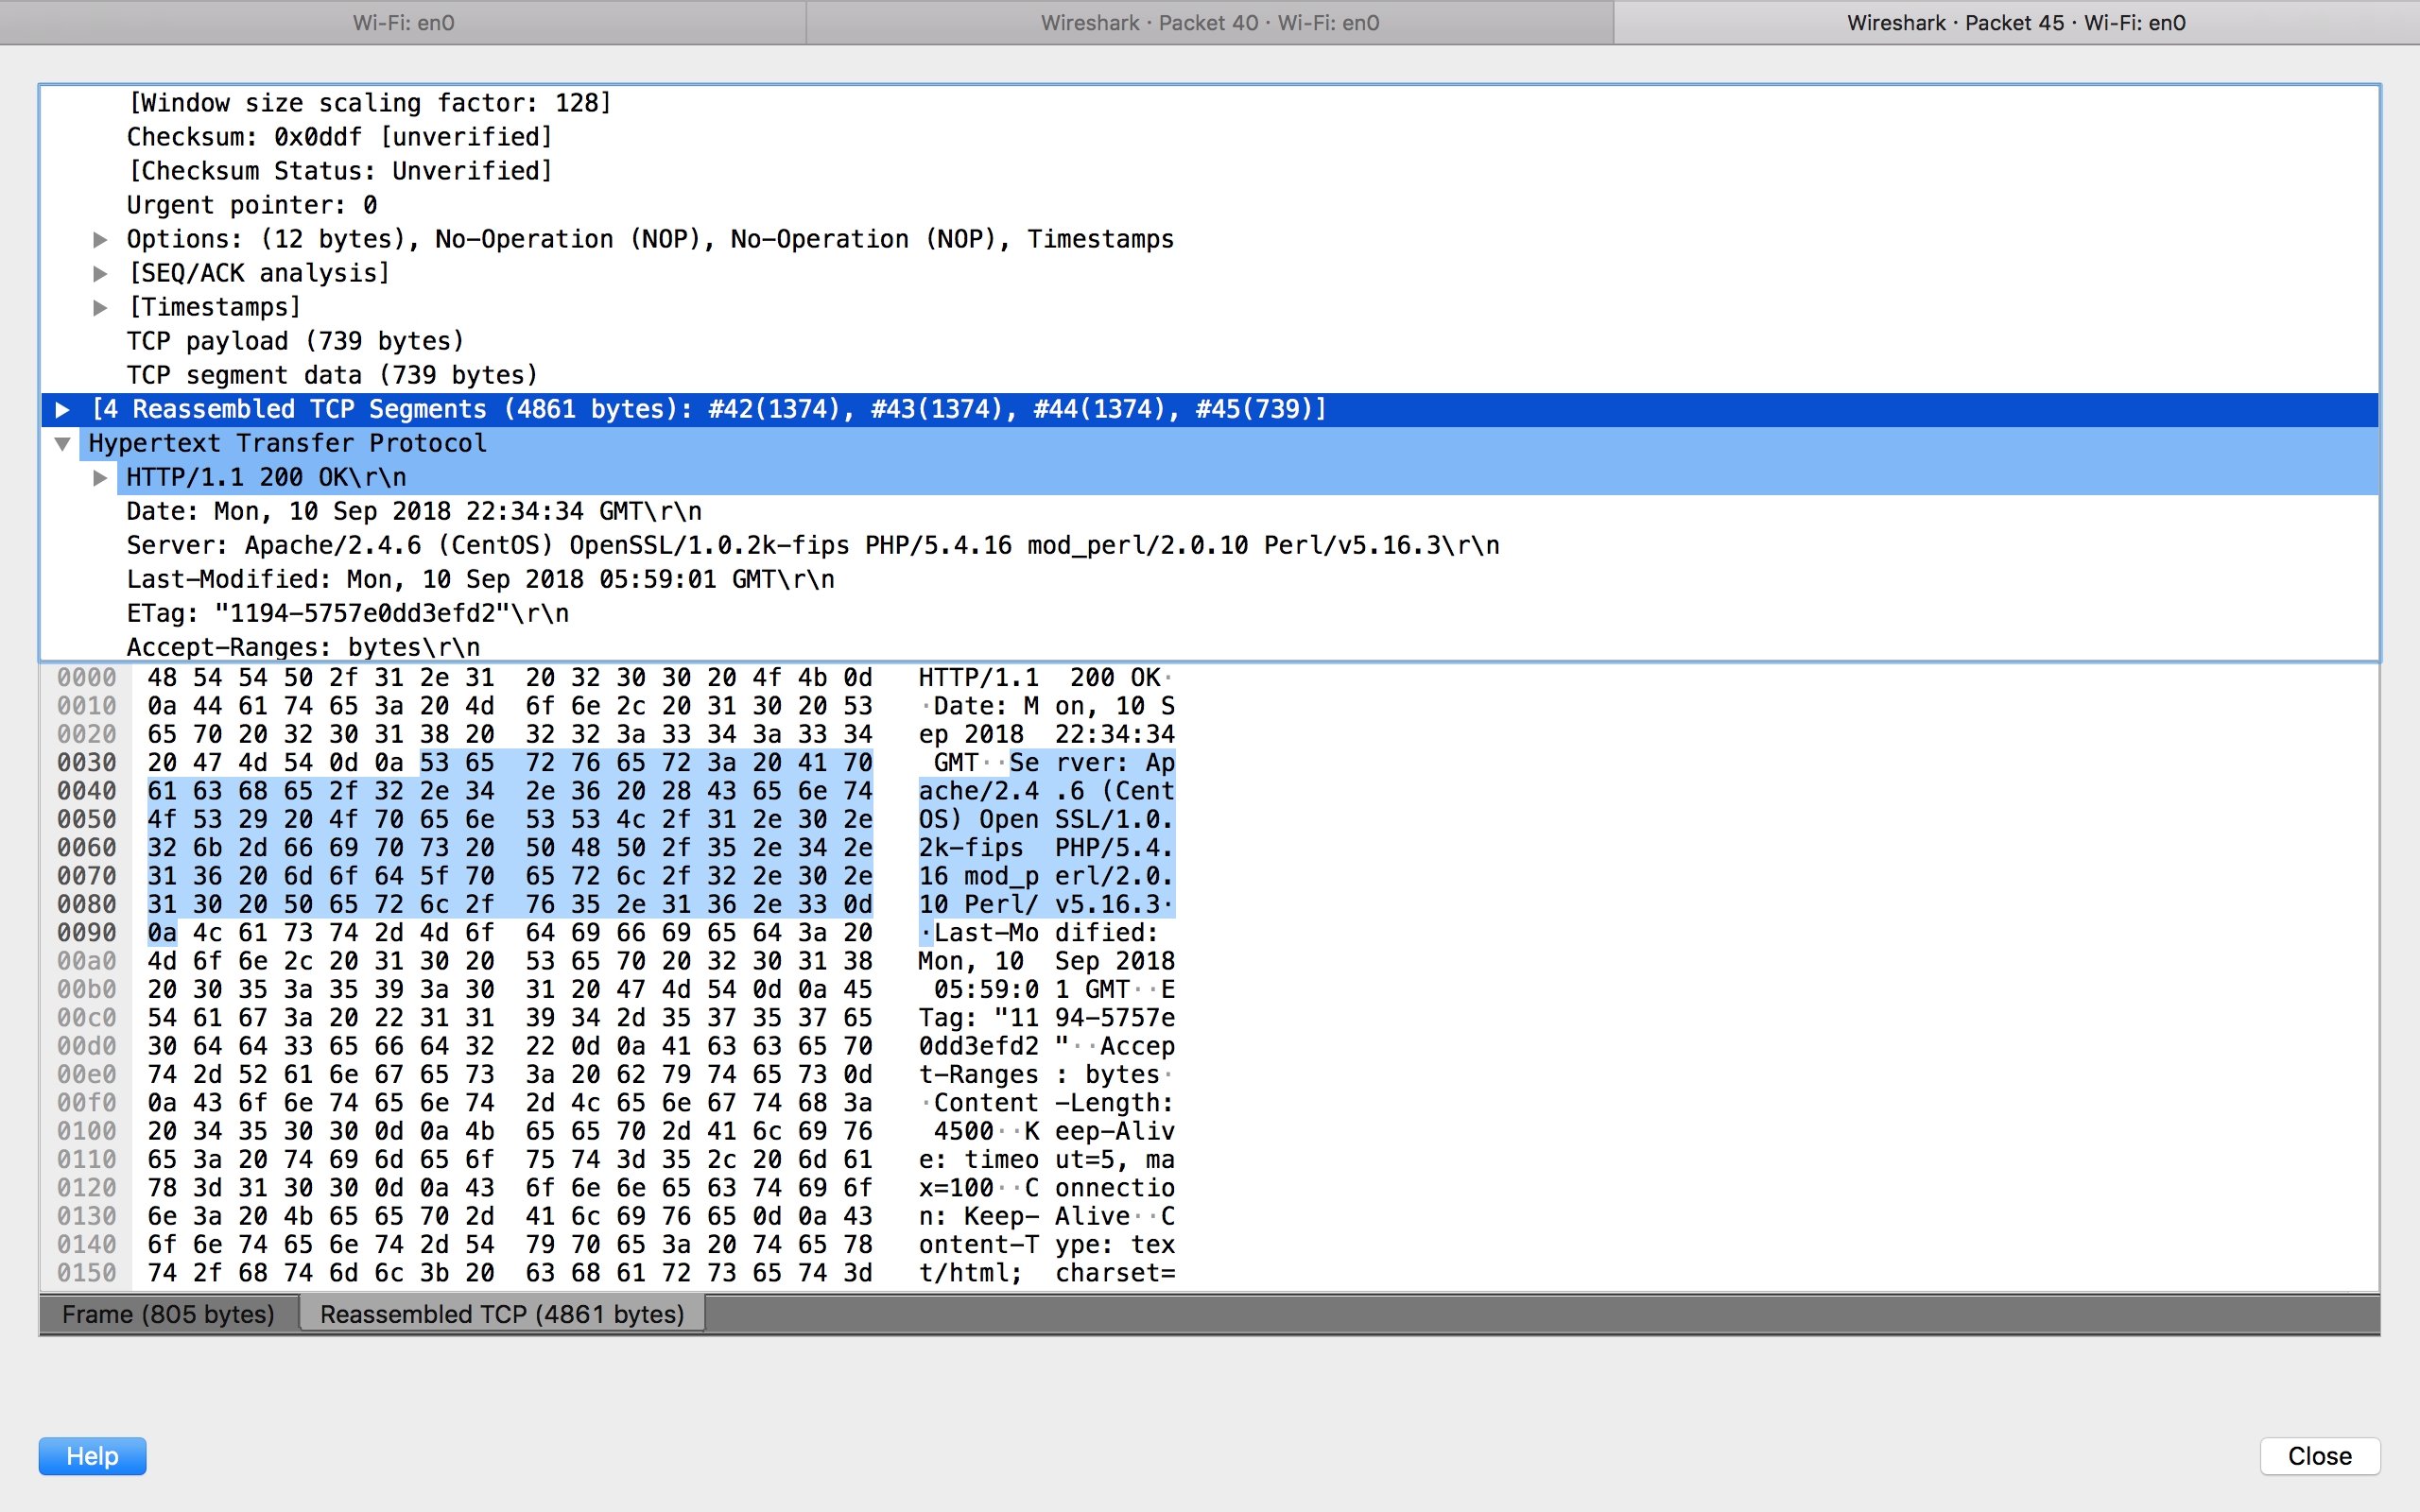 Wi-Fi: en0
Wireshark · Packet 40 · Wi-Fi: en0
Wireshark · Packet 45 · Wi-Fi: en0
[Window size scaling factor: 128]
Checksum: 0x0ddf [unverified]
[Checksum Status: Unverified]
Urgent pointer: 0
Options: (12 bytes), No-Operation (NOP), No-Operation (NOP), Timestamps
[SEQ/ACK analysis]
[Timestamps]
TCP payload (739 bytes)
TCP segment data (739 bytes)
[4 Reassembled TCP Segments (4861 bytes): #42(1374), #43(1374), #44(1374), #45(739)]
Hypertext Transfer Protocol
HTTP/1.1 200 OK\r\n
Date: Mon, 10 Sep 2018 22:34:34 GMT\r\n
Server: Apache/2.4.6 (CentOS) OpenSSL/1.0.2k-fips PHP/5.4.16 mod_perl/2.0.10 Perl/v5.16.3\r\n
Last-Modified: Mon, 10 Sep 2018 05:59:01 GMT\r\n
ETag: "1194-5757e0dd3efd2"\r\n
Accept-Ranges: bytes\r\n
0000 48 54 54 50 2f 31 2e 31 20 32 30 30 20 4f 4b 0d HTTP/1.1 200 OK·
0010 0a 44 61 74 65 3a 20 4d 6f 6e 2c 20 31 30 20 53 ·Date: M on, 10 S
0020 65 70 20 32 30 31 38 20 32 32 3a 33 34 3a 33 34 ep 2018 22:34:34
0030 20 47 4d 54 0d 0a 53 65 72 76 65 72 3a 20 41 70 GMT··Se rver: Ap
0040 61 63 68 65 2f 32 2e 34 2e 36 20 28 43 65 6e 74 ache/2.4 .6 (Cent
0050 4f 53 29 20 4f 70 65 6e 53 53 4c 2f 31 2e 30 2e OS) Open SSL/1.0.
0060 32 6b 2d 66 69 70 73 20 50 48 50 2f 35 2e 34 2e 2k-fips PHP/5.4.
0070 31 36 20 6d 6f 64 5f 70 65 72 6c 2f 32 2e 30 2e 16 mod_p erl/2.0.
0080 31 30 20 50 65 72 6c 2f 76 35 2e 31 36 2e 33 0d 10 Perl/ v5.16.3·
0090 0a 4c 61 73 74 2d 4d 6f 64 69 66 69 65 64 3a 20 ·Last-Mo dified:
00a0 4d 6f 6e 2c 20 31 30 20 53 65 70 20 32 30 31 38 Mon, 10 Sep 2018
00b0 20 30 35 3a 35 39 3a 30 31 20 47 4d 54 0d 0a 45 05:59:0 1 GMT··E
00c0 54 61 67 3a 20 22 31 31 39 34 2d 35 37 35 37 65 Tag: "11 94-5757e
00d0 30 64 64 33 65 66 64 32 22 0d 0a 41 63 63 65 70 0dd3efd2 "··Accep
00e0 74 2d 52 61 6e 67 65 73 3a 20 62 79 74 65 73 0d t-Ranges : bytes·
00f0 0a 43 6f 6e 74 65 6e 74 2d 4c 65 6e 67 74 68 3a ·Content -Length:
0100 20 34 35 30 30 0d 0a 4b 65 65 70 2d 41 6c 69 76 4500··K eep-Aliv
0110 65 3a 20 74 69 6d 65 6f 75 74 3d 35 2c 20 6d 61 e: timeo ut=5, ma
0120 78 3d 31 30 30 0d 0a 43 6f 6e 6e 65 63 74 69 6f x=100··C onnectio
0130 6e 3a 20 4b 65 65 70 2d 41 6c 69 76 65 0d 0a 43 n: Keep- Alive··C
0140 6f 6e 74 65 6e 74 2d 54 79 70 65 3a 20 74 65 78 ontent-T ype: tex
0150 74 2f 68 74 6d 6c 3b 20 63 68 61 72 73 65 74 3d t/html; charset=
Frame (805 bytes)
Reassembled TCP (4861 bytes)
Help
Close